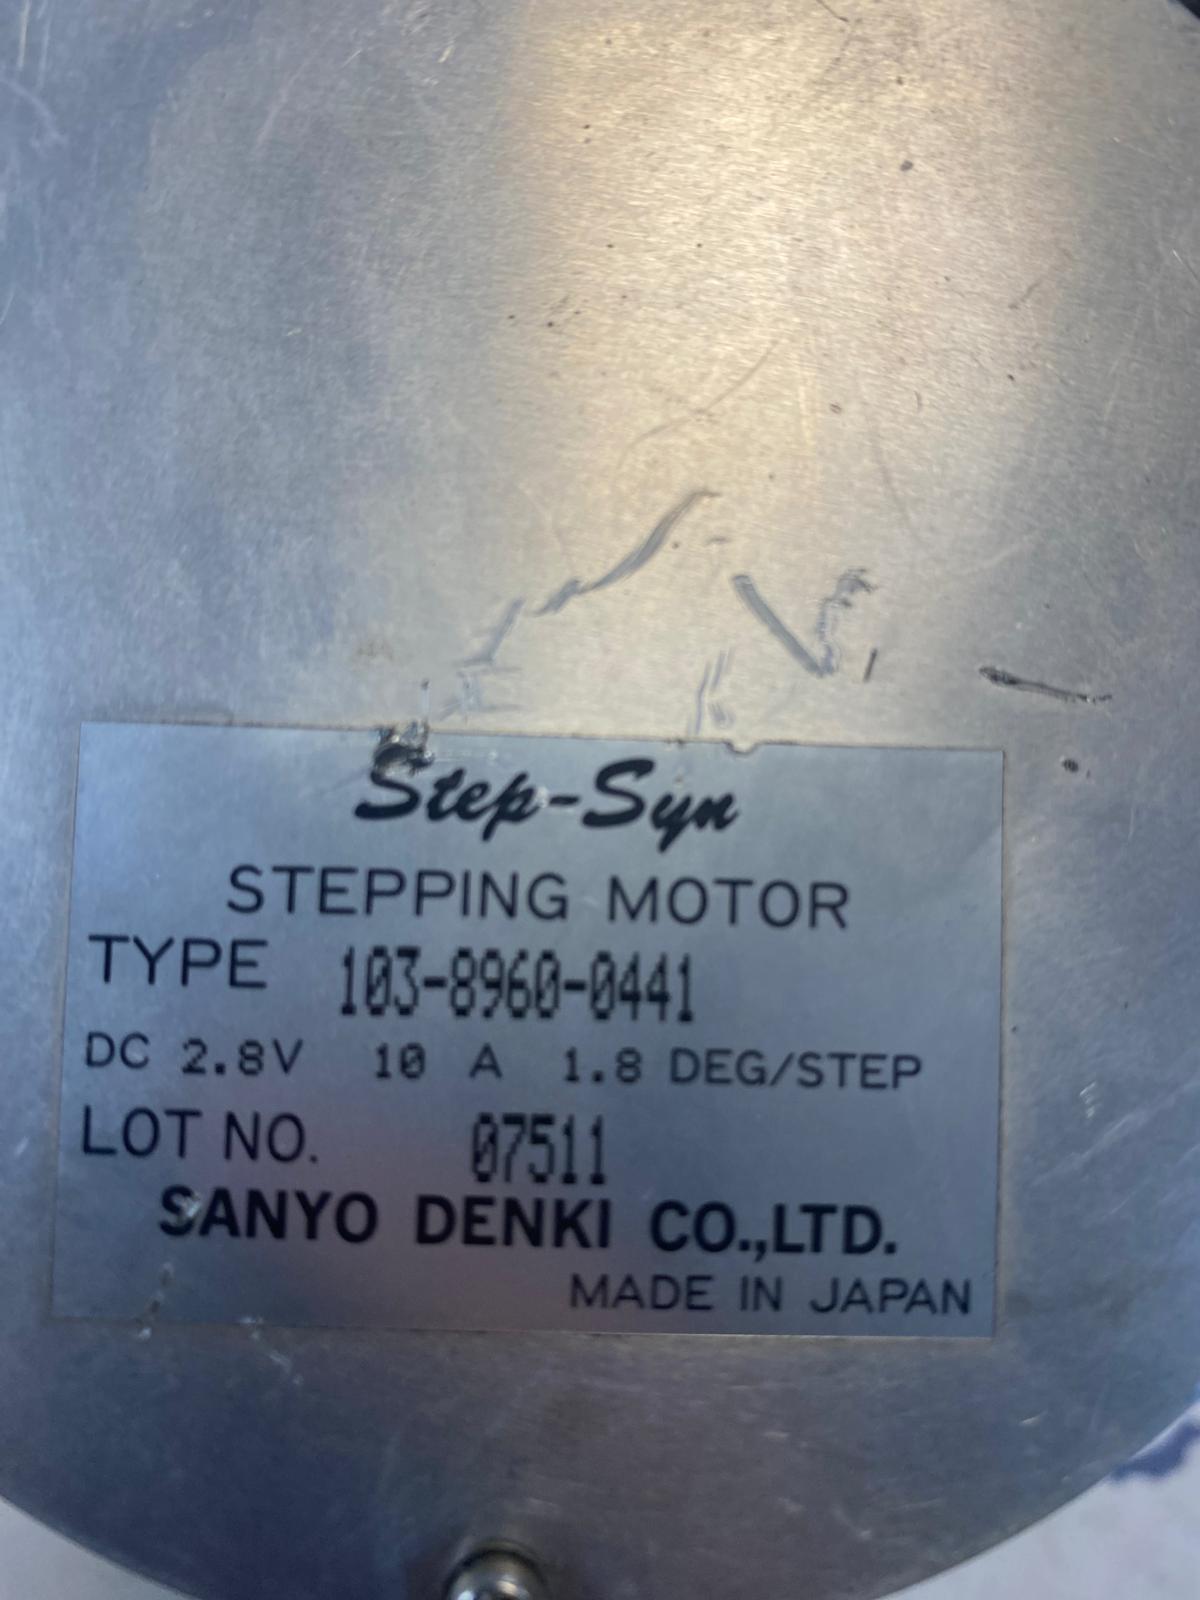 Step-Syn
STEPPING MOTOR
TYPE 103-8960-0441
DC 2.8V 10 A 1.8 DEG/STEP
LOT NO. 07511
SANYO DENKI CO.,LTD.
MADE IN JAPAN